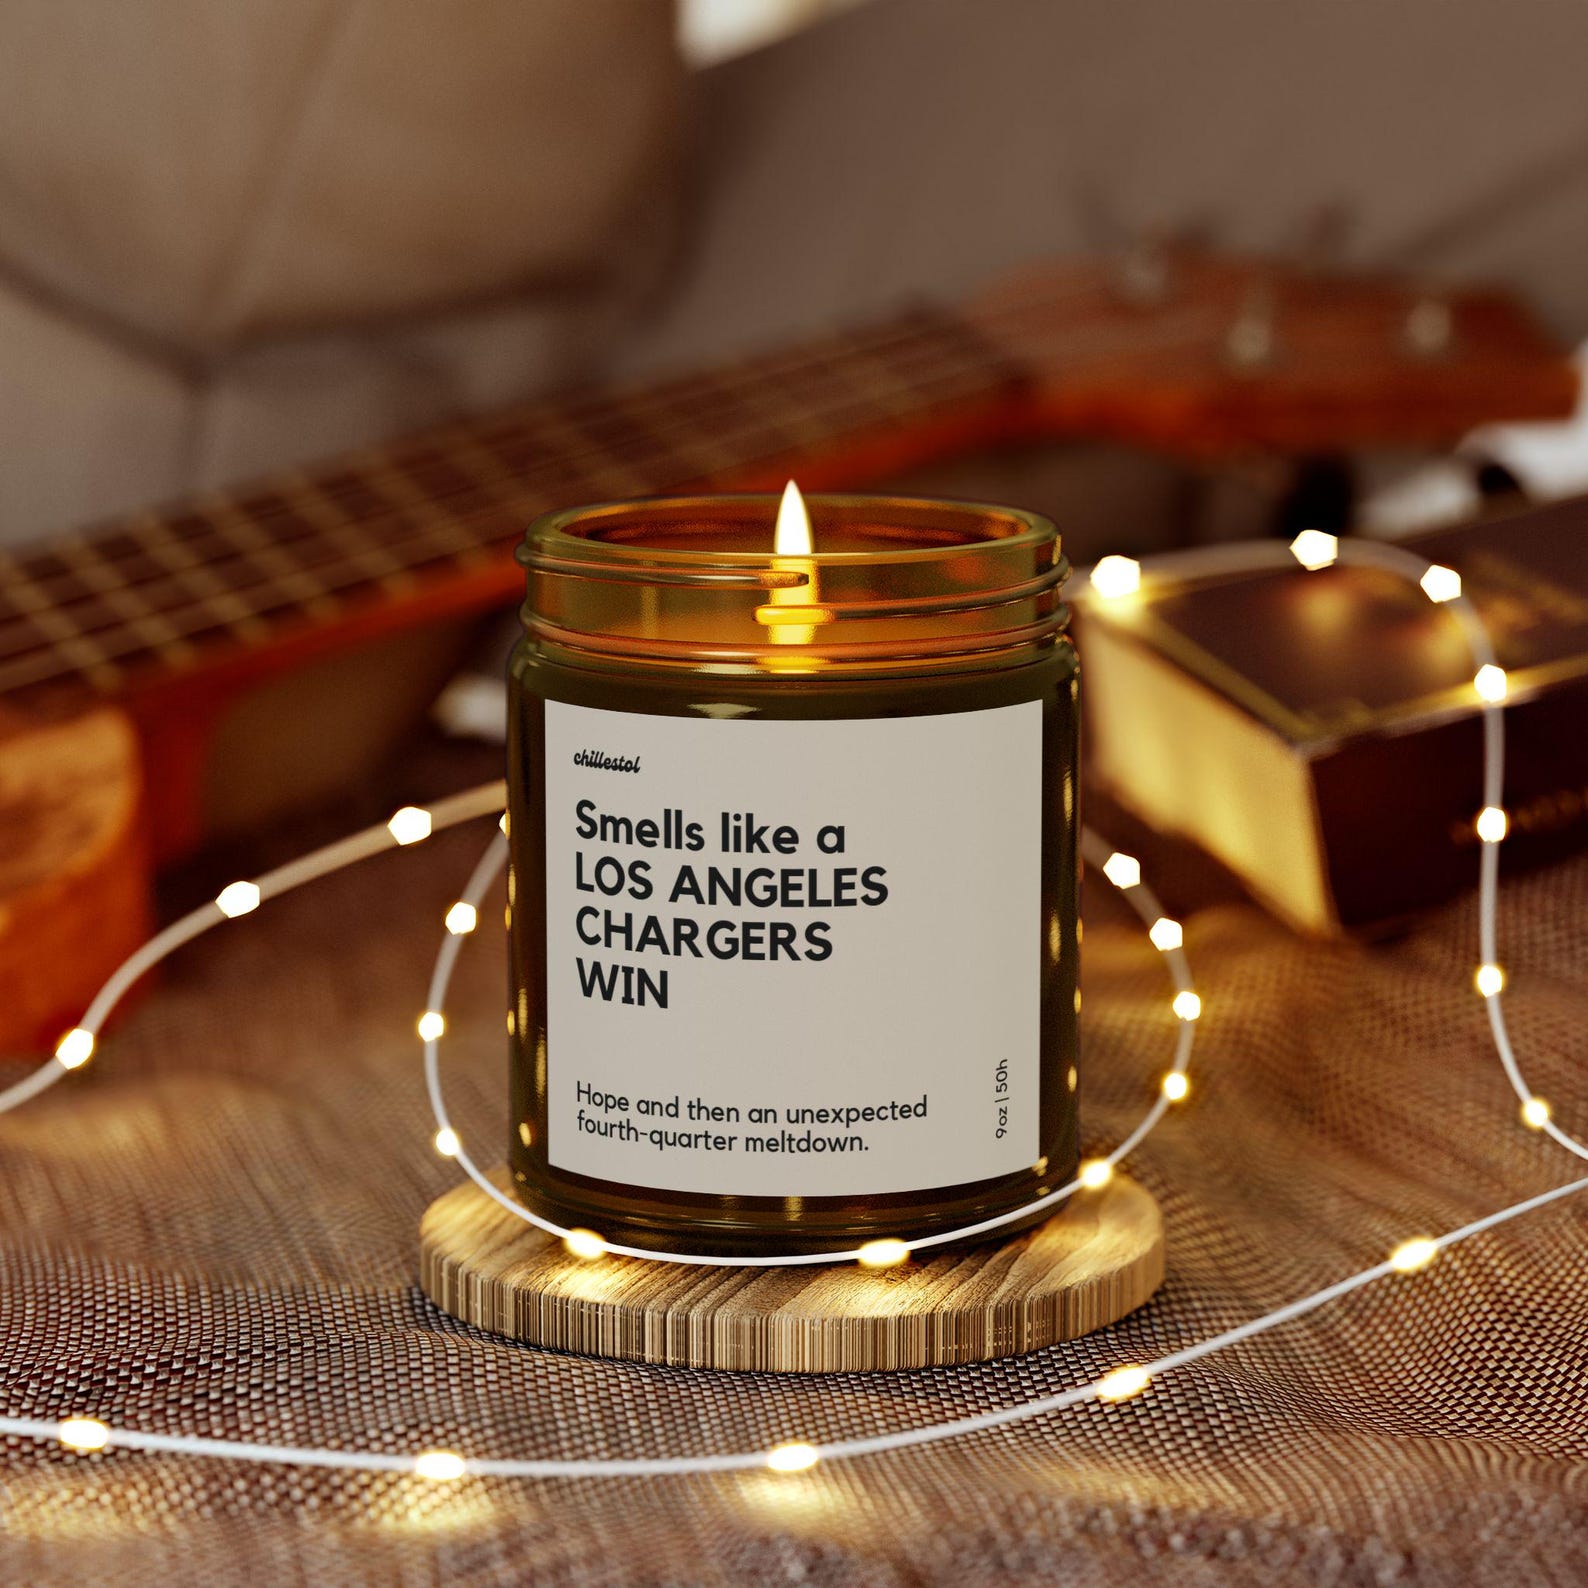 chillestol
Smells like a
LOS ANGELES
CHARGERS
WIN
Hope and then an unexpected
fourth-quarter meltdown.
9oz | 50h